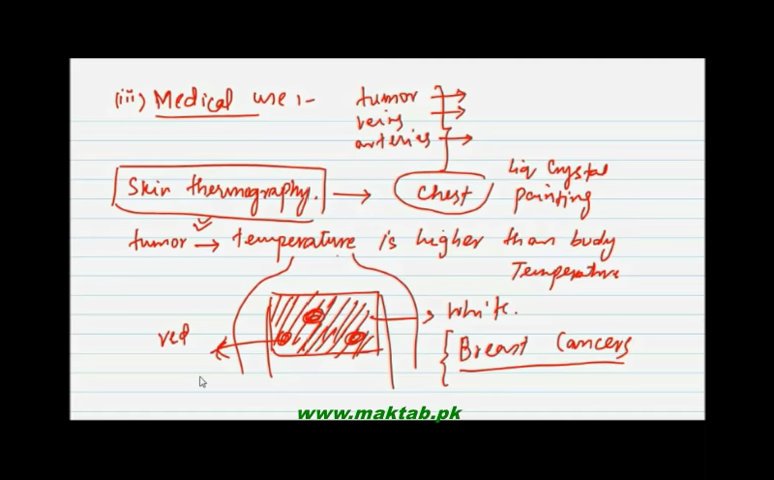 (iii) Medical use :-
tumor
veins
arteries
Skin thermography. → Chest
Liq Crystal
painting
tumor → temperature is higher than body
Temperature
White.
red
Breast Cancers
www.maktab.pk